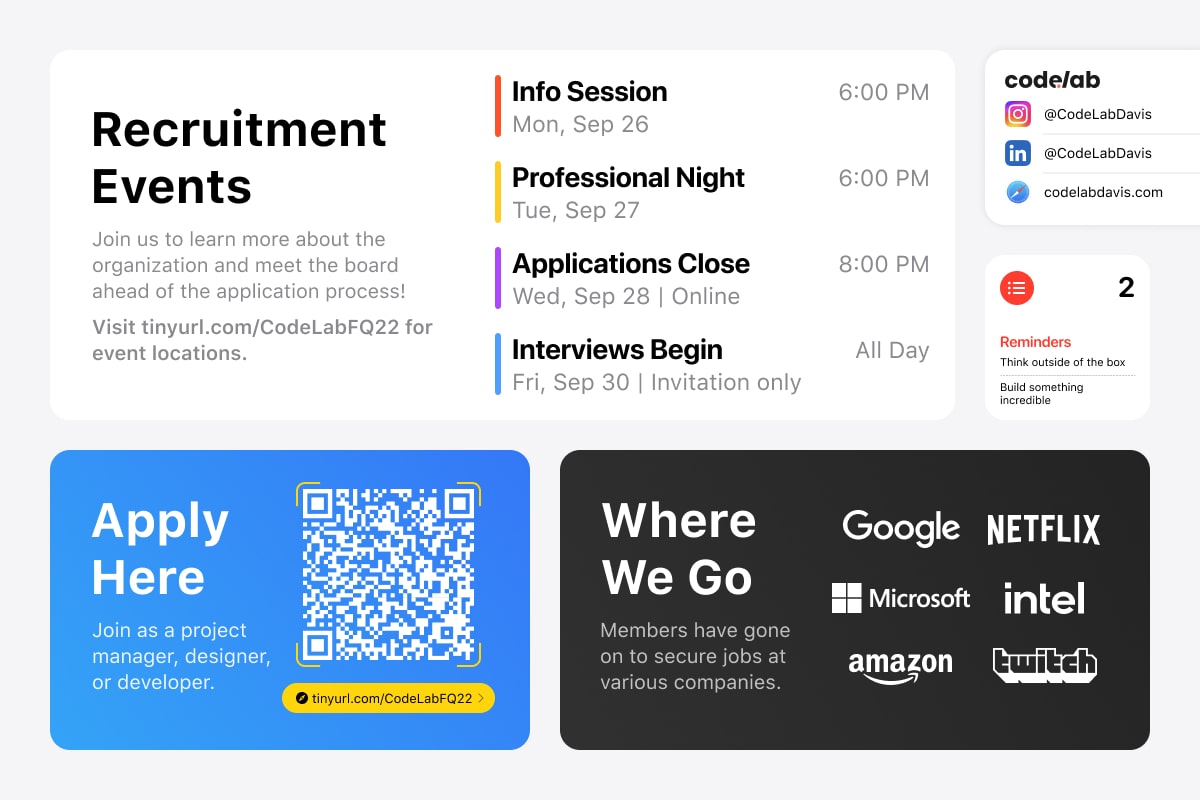 Recruitment
Events
Join us to learn more about the
organization and meet the board
ahead of the application process!
Visit tinyurl.com/CodeLabFQ22 for
event locations.
Info Session
6:00 PM
Mon, Sep 26
Professional Night
6:00 PM
Tue, Sep 27
Applications Close
8:00 PM
Wed, Sep 28 | Online
Interviews Begin
All Day
Fri, Sep 30 | Invitation only
codelab
@CodeLabDavis
in
@CodeLabDavis
codelabdavis.com
2
Reminders
Think outside of the box
Build something
incredible
Apply
Here
Join as a project
manager, designer,
or developer.
tinyurl.com/CodeLabFQ22
Where
We Go
Members have gone
on to secure jobs at
various companies.
Google
NETFLIX
Microsoft
intel
amazon
twitch